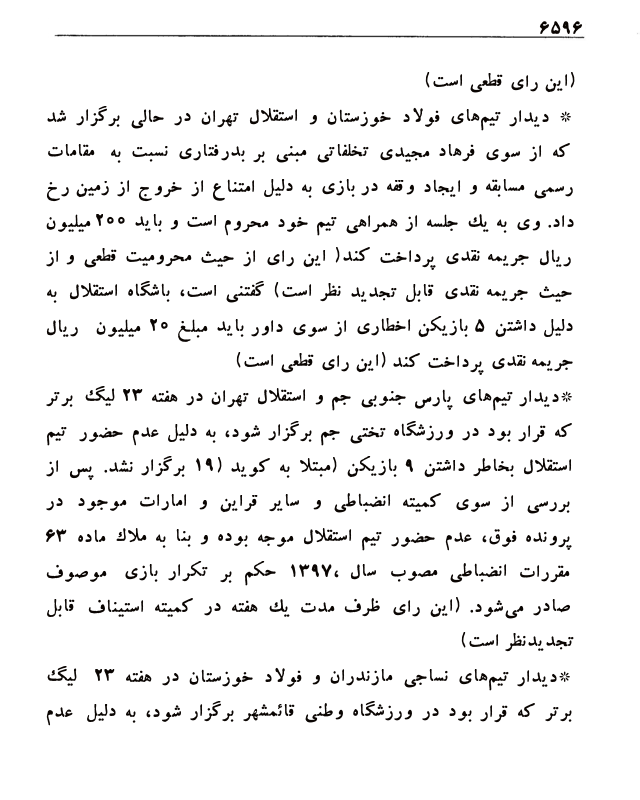 ۶۵۹۶
(این رای قطعی است)
* دیدار تیم‌های فولاد خوزستان و استقلال تهران در حالی برگزار شد
که از سوی فرهاد مجیدی تخلفاتی مبنی بر بدرفتاری نسبت به مقامات
رسمی مسابقه و ایجاد وقفه در بازی به دلیل امتناع از خروج از زمین رخ
داد. وی به یك جلسه از همراهی تیم خود محروم است و باید ۲۰۰ میلیون
ریال جریمه نقدی پرداخت کند( این رای از حیث محرومیت قطعی و از
حیث جریمه نقدی قابل تجدید نظر است) گفتنی است، باشگاه استقلال به
دلیل داشتن ۵ بازیکن اخطاری از سوی داور باید مبلغ ۲۰ میلیون ریال
جریمه نقدی پرداخت کند (این رای قطعی است)
*دیدار تیم‌های پارس جنوبی جم و استقلال تهران در هفته ۲۳ لیگ برتر
که قرار بود در ورزشگاه تختی جم برگزار شود، به دلیل عدم حضور تیم
استقلال بخاطر داشتن ۹ بازیکن (مبتلا به کوید (۱۹ برگزار نشد. پس از
بررسی از سوی کمیته انضباطی و سایر قراین و امارات موجود در
پرونده فوق، عدم حضور تیم استقلال موجه بوده و بنا به ملاك ماده ۶۳
مقررات انضباطی مصوب سال ،۱۳۹۷ حکم بر تکرار بازی موصوف
صادر می‌شود. (این رای ظرف مدت یك هفته در کمیته استیناف قابل
تجدیدنظر است)
*دیدار تیم‌های نساجی مازندران و فولاد خوزستان در هفته ۲۳ لیگ
برتر که قرار بود در ورزشگاه وطنی قائمشهر برگزار شود، به دلیل عدم